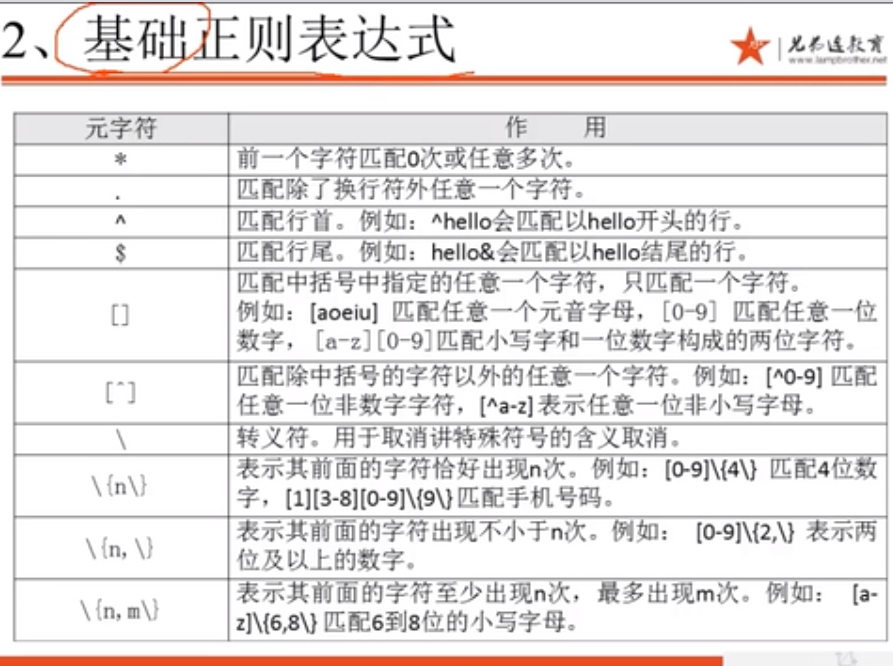 2、基础正则表达式
兄弟连教育
www.lampbrother.net
元字符 作 用
* 前一个字符匹配0次或任意多次。
. 匹配除了换行符外任意一个字符。
^ 匹配行首。例如：^hello会匹配以hello开头的行。
$ 匹配行尾。例如：hello&会匹配以hello结尾的行。
[] 匹配中括号中指定的任意一个字符，只匹配一个字符。
例如：[aoeiu] 匹配任意一个元音字母，[0-9] 匹配任意一位
数字，[a-z][0-9]匹配小写字和一位数字构成的两位字符。
[^] 匹配除中括号的字符以外的任意一个字符。例如：[^0-9] 匹配
任意一位非数字字符，[^a-z]表示任意一位非小写字母。
\ 转义符。用于取消讲特殊符号的含义取消。
\{n\} 表示其前面的字符恰好出现n次。例如：[0-9]\{4\} 匹配4位数
字，[1][3-8][0-9]\{9\}匹配手机号码。
\{n,\} 表示其前面的字符出现不小于n次。例如： [0-9]\{2,\} 表示两
位及以上的数字。
\{n,m\} 表示其前面的字符至少出现n次，最多出现m次。例如： [a-
z]\{6,8\} 匹配6到8位的小写字母。